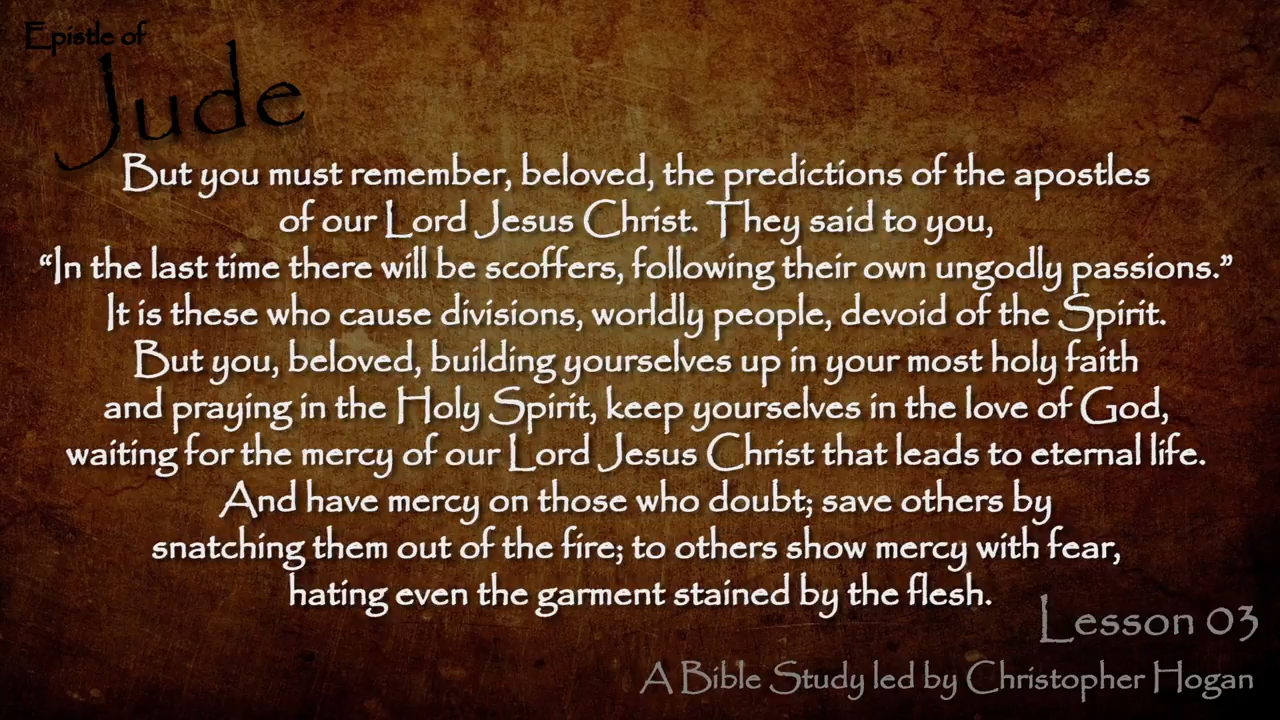 Epistle of
Jude
But you must remember, beloved, the predictions of the apostles
of our Lord Jesus Christ. They said to you,
“In the last time there will be scoffers, following their own ungodly passions.”
It is these who cause divisions, worldly people, devoid of the Spirit.
But you, beloved, building yourselves up in your most holy faith
and praying in the Holy Spirit, keep yourselves in the love of God,
waiting for the mercy of our Lord Jesus Christ that leads to eternal life.
And have mercy on those who doubt; save others by
snatching them out of the fire; to others show mercy with fear,
hating even the garment stained by the flesh.
Lesson 03
A Bible Study led by Christopher Hogan